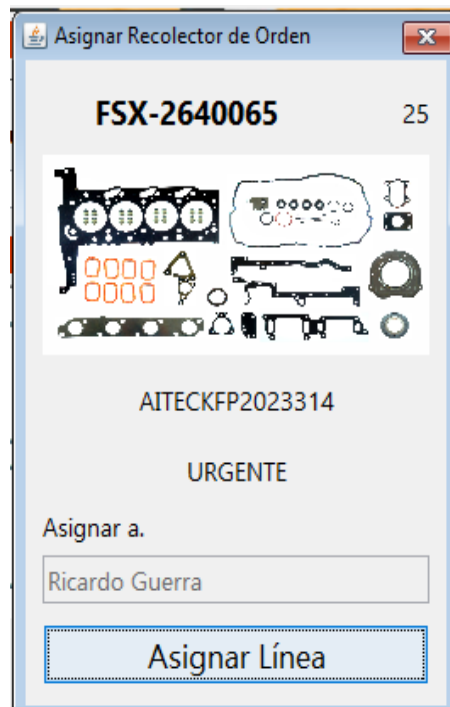 Asignar Recolector de Orden
FSX-2640065 25
AITECKFP2023314
URGENTE
Asignar a.
Ricardo Guerra
Asignar Línea